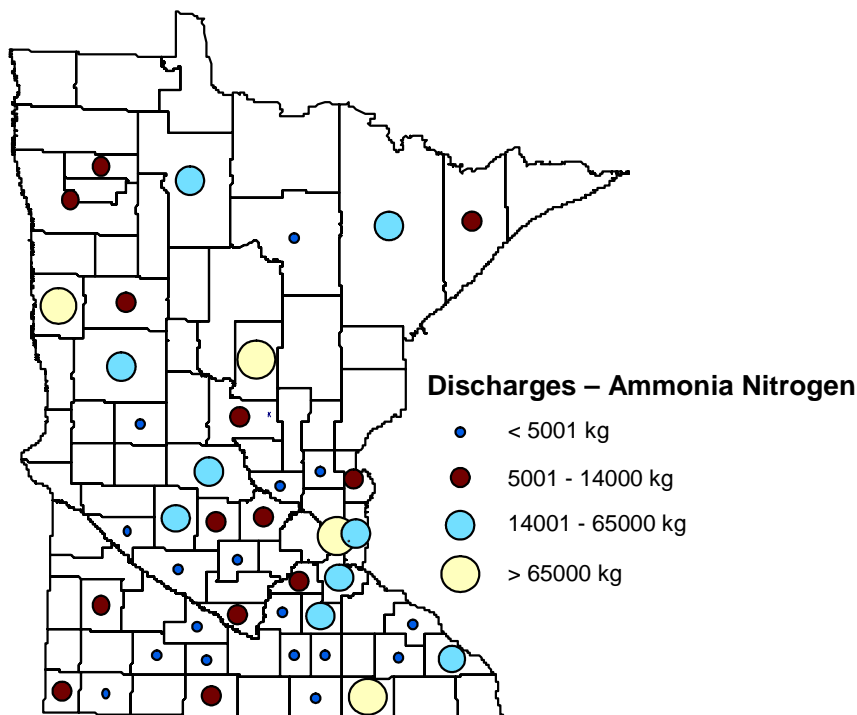 Discharges – Ammonia Nitrogen
< 5001 kg
5001 - 14000 kg
14001 - 65000 kg
> 65000 kg
K